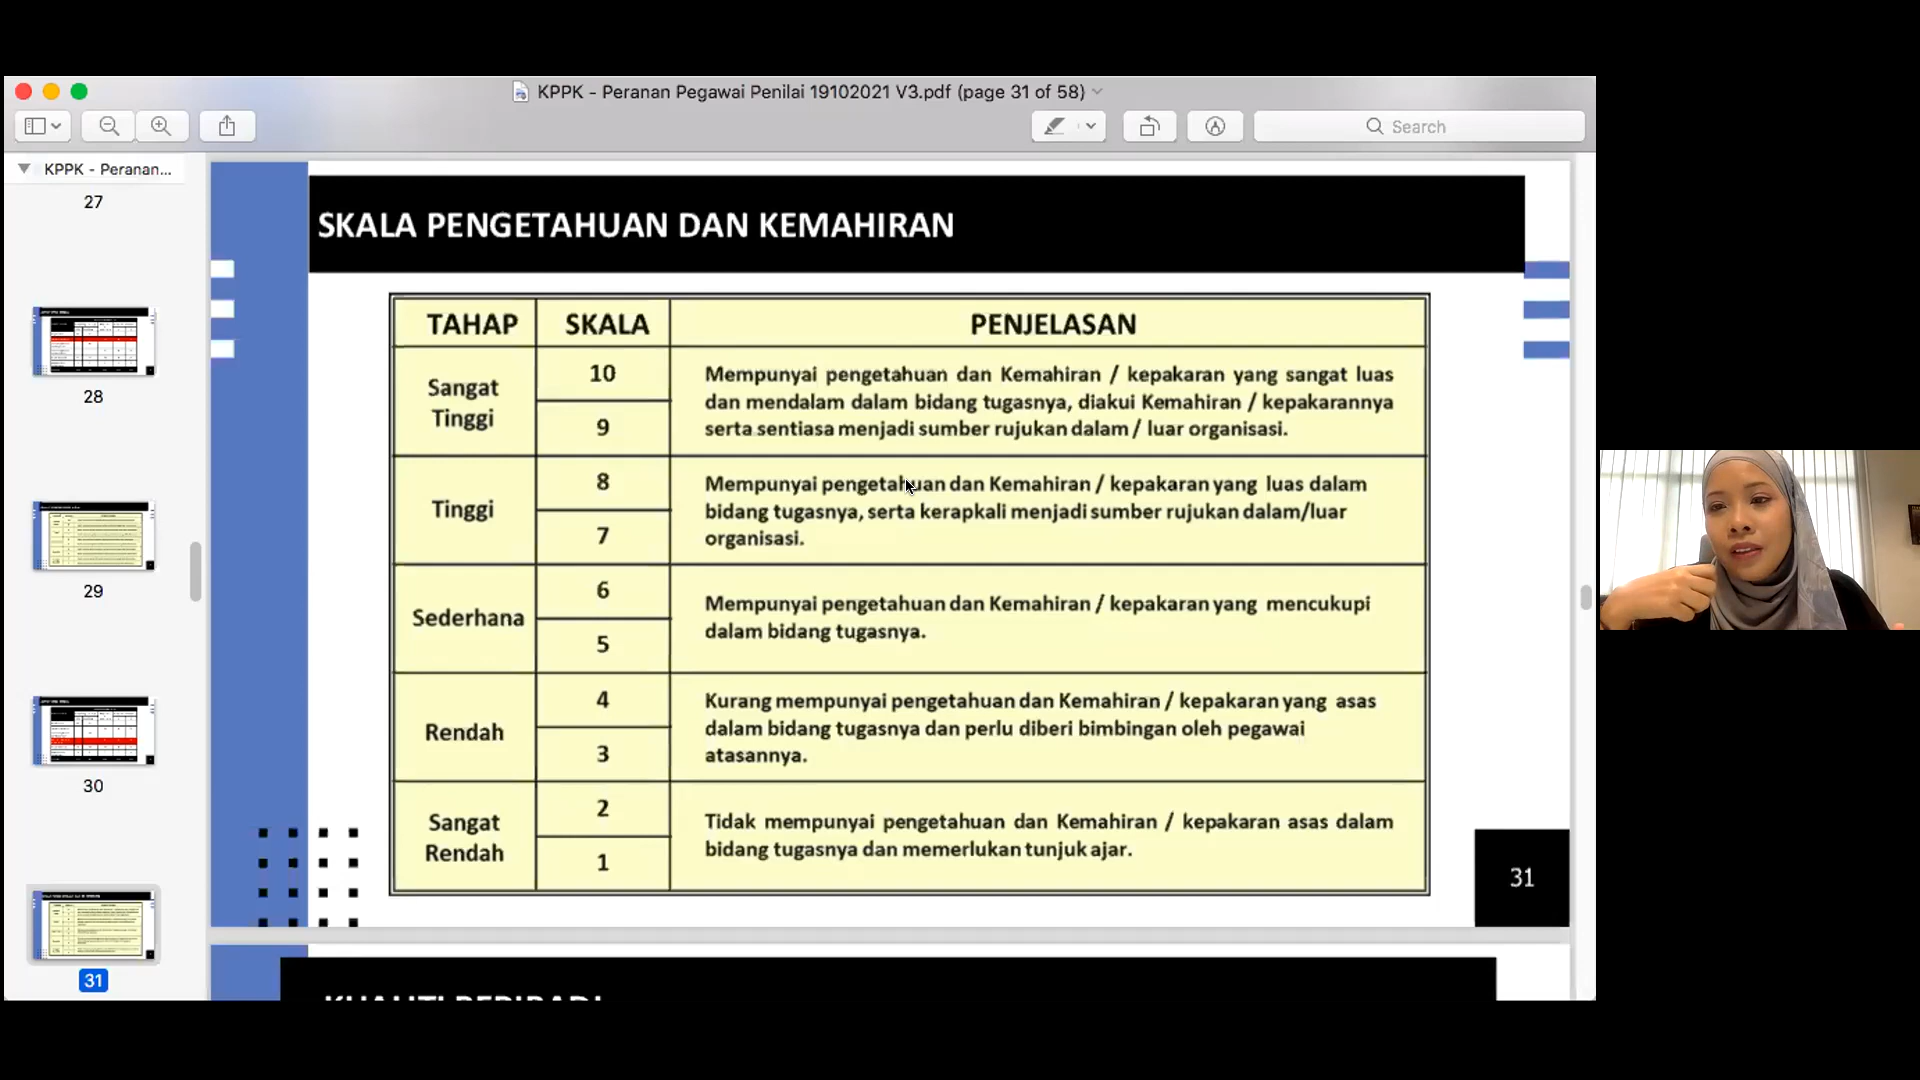 KPPK - Peranan Pegawai Penilai 19102021 V3.pdf (page 31 of 58)
Search
KPPK - Peranan...
27
28
29
30
31
SKALA PENGETAHUAN DAN KEMAHIRAN
TAHAP SKALA PENJELASAN
Sangat Tinggi
10
9
Mempunyai pengetahuan dan Kemahiran / kepakaran yang sangat luas
dan mendalam dalam bidang tugasnya, diakui Kemahiran / kepakarannya
serta sentiasa menjadi sumber rujukan dalam / luar organisasi.
Tinggi
8
7
Mempunyai pengetahuan dan Kemahiran / kepakaran yang luas dalam
bidang tugasnya, serta kerapkali menjadi sumber rujukan dalam/luar
organisasi.
Sederhana
6
5
Mempunyai pengetahuan dan Kemahiran / kepakaran yang mencukupi
dalam bidang tugasnya.
Rendah
4
3
Kurang mempunyai pengetahuan dan Kemahiran / kepakaran yang asas
dalam bidang tugasnya dan perlu diberi bimbingan oleh pegawai
atasannya.
Sangat
Rendah
2
1
Tidak mempunyai pengetahuan dan Kemahiran / kepakaran asas dalam
bidang tugasnya dan memerlukan tunjuk ajar.
31
KUALITI PERIBADI